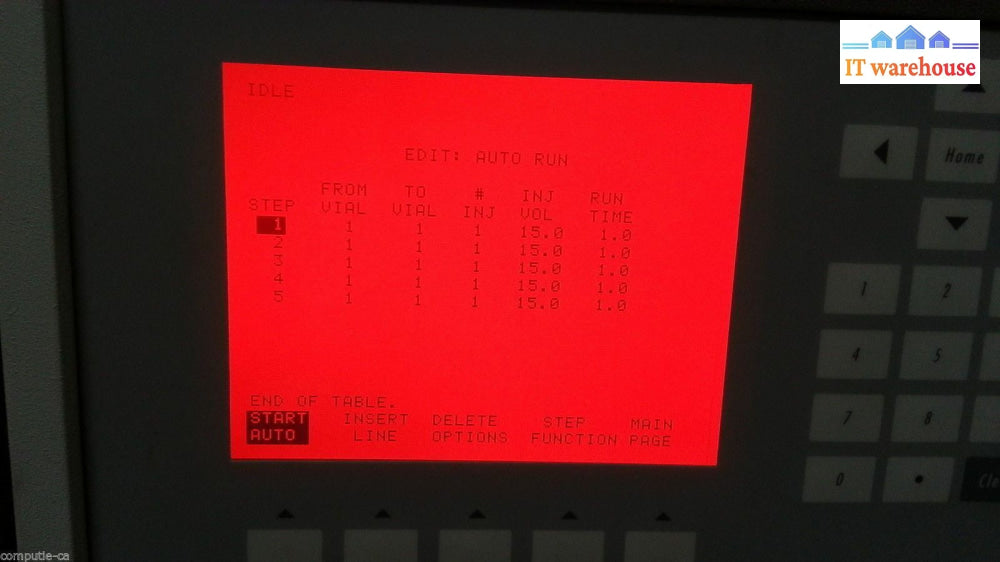 IT warehouse
IDLE
EDIT: AUTO RUN
STEP FROM VIAL TO VIAL # INJ INJ VOL RUN TIME
1 1 1 1 15.0 1.0
2 1 1 1 15.0 1.0
3 1 1 1 15.0 1.0
4 1 1 1 15.0 1.0
5 1 1 1 15.0 1.0
END OF TABLE.
START AUTO INSERT LINE DELETE OPTIONS STEP FUNCTION MAIN PAGE
Home
1 2
4 5
7 8
0 .
computie-ca